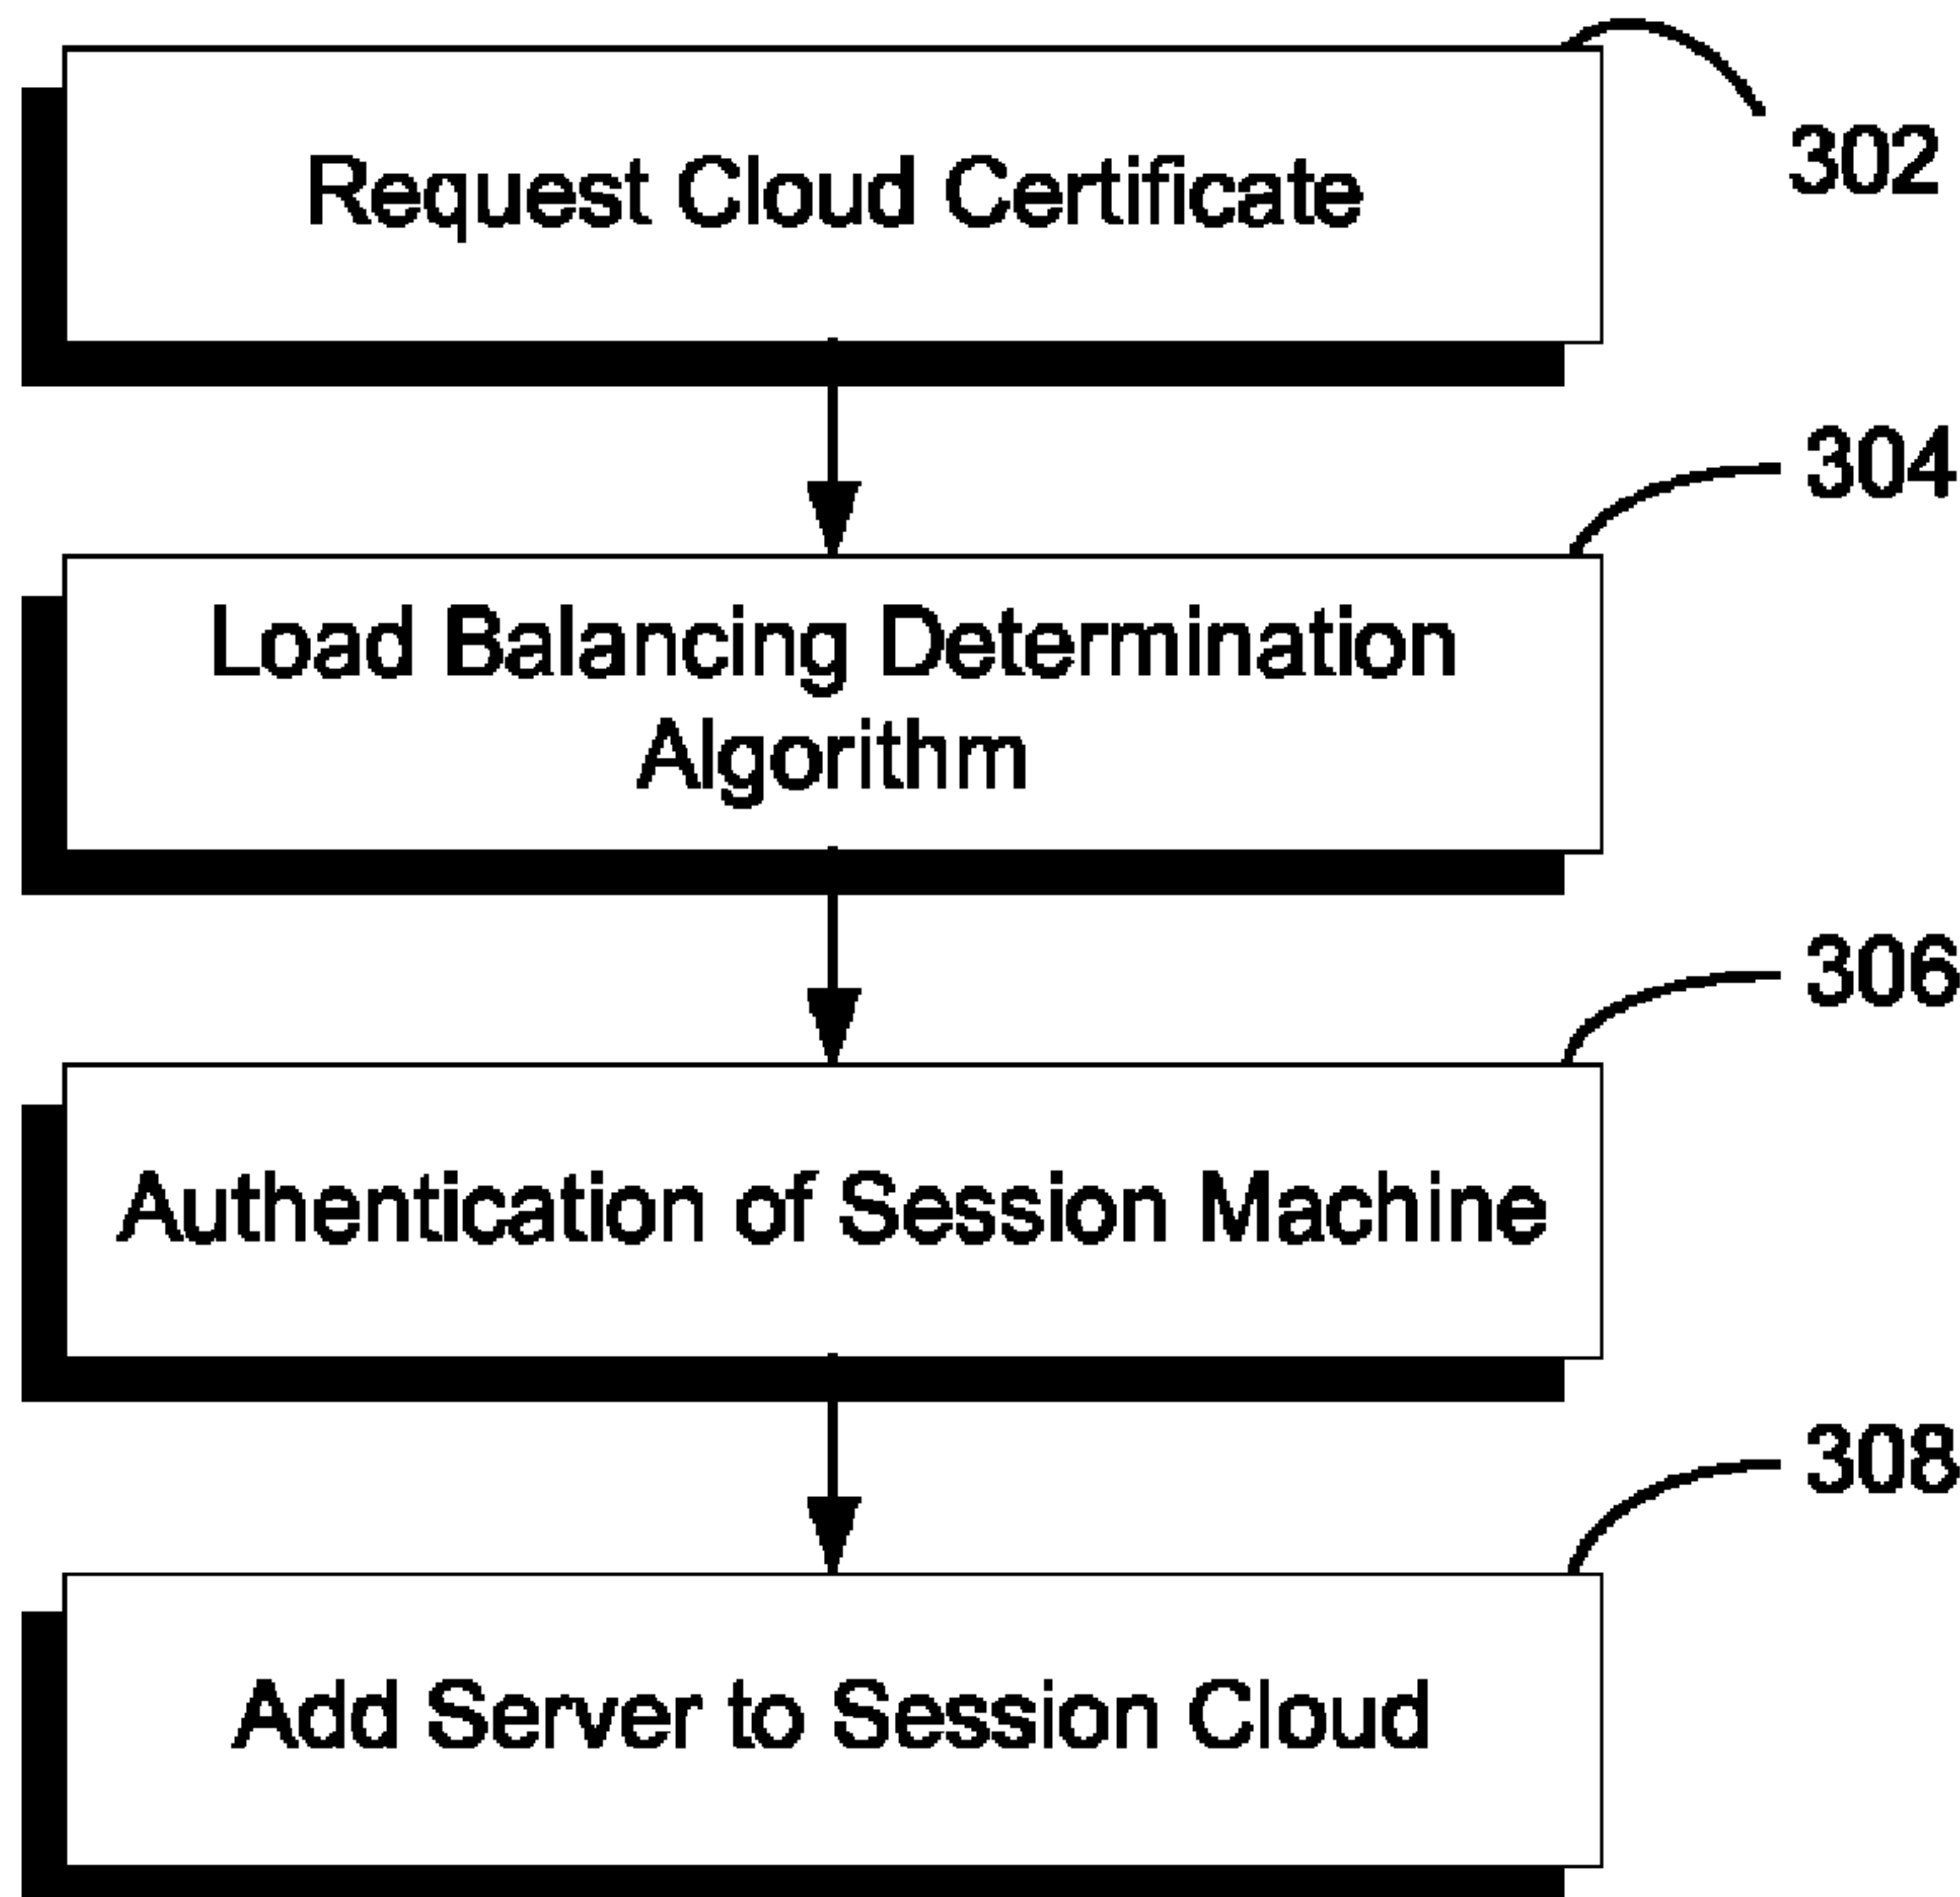 Request Cloud Certificate
302
304
Load Balancing Determination
Algorithm
306
Authentication of Session Machine
308
Add Server to Session Cloud